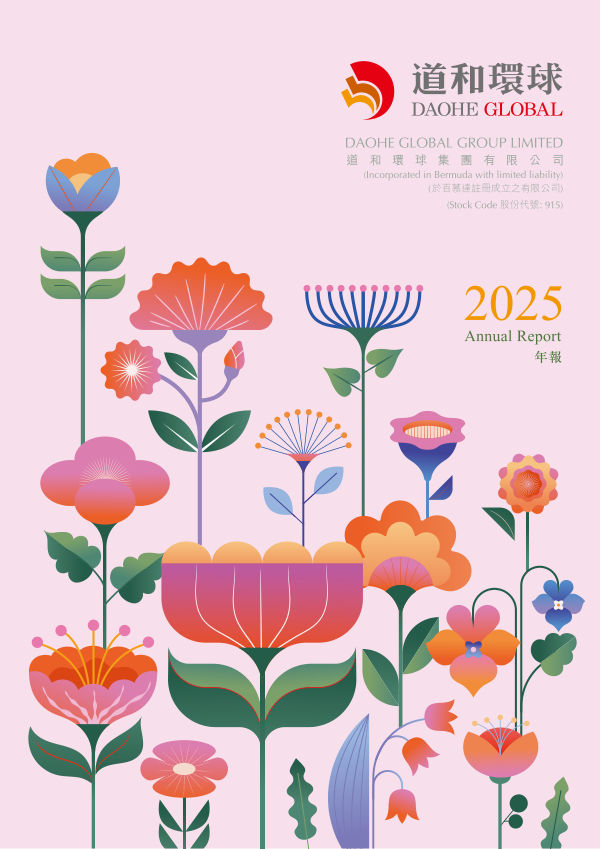 道和環球
DAOHE GLOBAL
DAOHE GLOBAL GROUP LIMITED
道和環球集團有限公司
(Incorporated in Bermuda with limited liability)
(於百慕達註冊成立之有限公司)
(Stock Code 股份代號: 915)
2025
Annual Report
年報